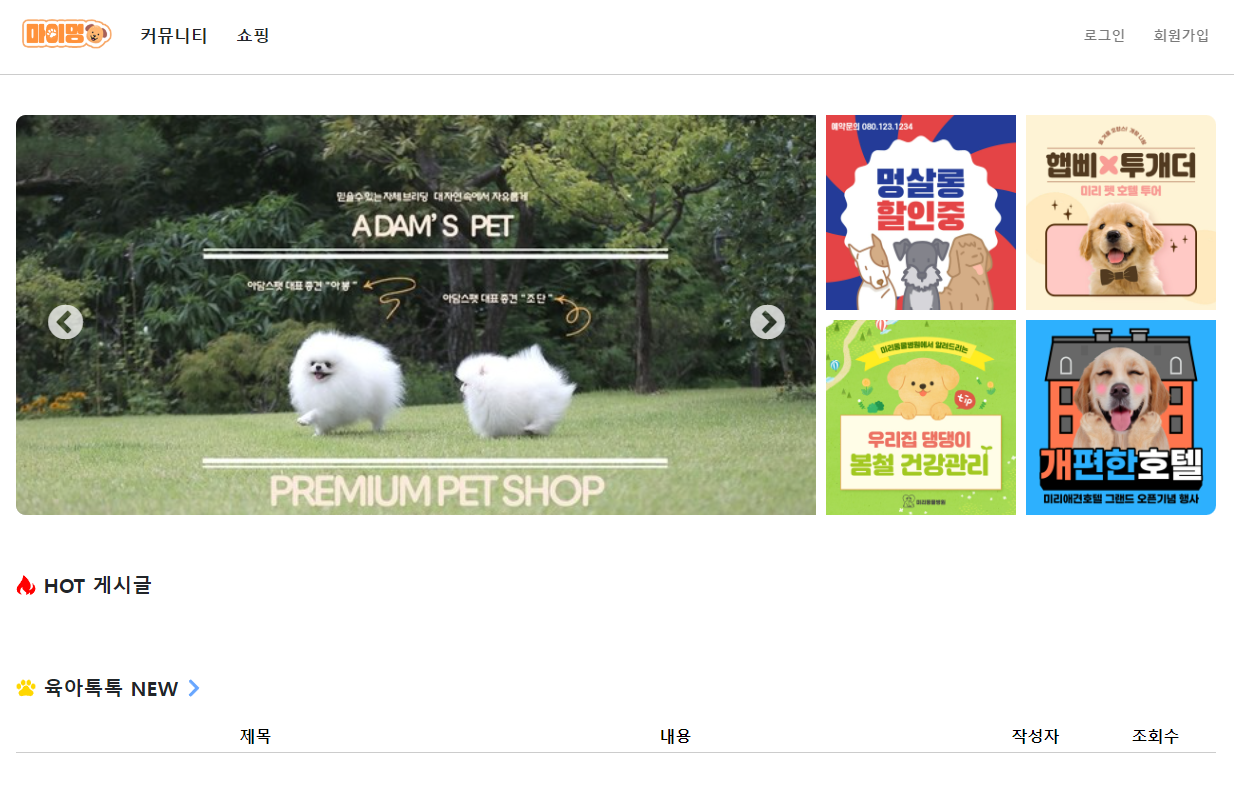 마이멍
커뮤니티
쇼핑
로그인
회원가입
믿을수있는 자체브리딩 대자연속에서 자유롭게
ADAM'S PET
아담스펫 대표종견 "아봉"
아담스펫 대표종견 "조단"
PREMIUM PET SHOP
예약문의 080.123.1234
멍살롱
할인중
햅삐×투개더
미리 펫 호텔 투어
미리동물병원에서 알려드리는
tip
우리집 댕댕이
봄철 건강관리
미리동물병원
개편한호텔
미리애견호텔 그랜드 오픈기념 행사
HOT 게시글
육아톡톡 NEW
제목
내용
작성자
조회수